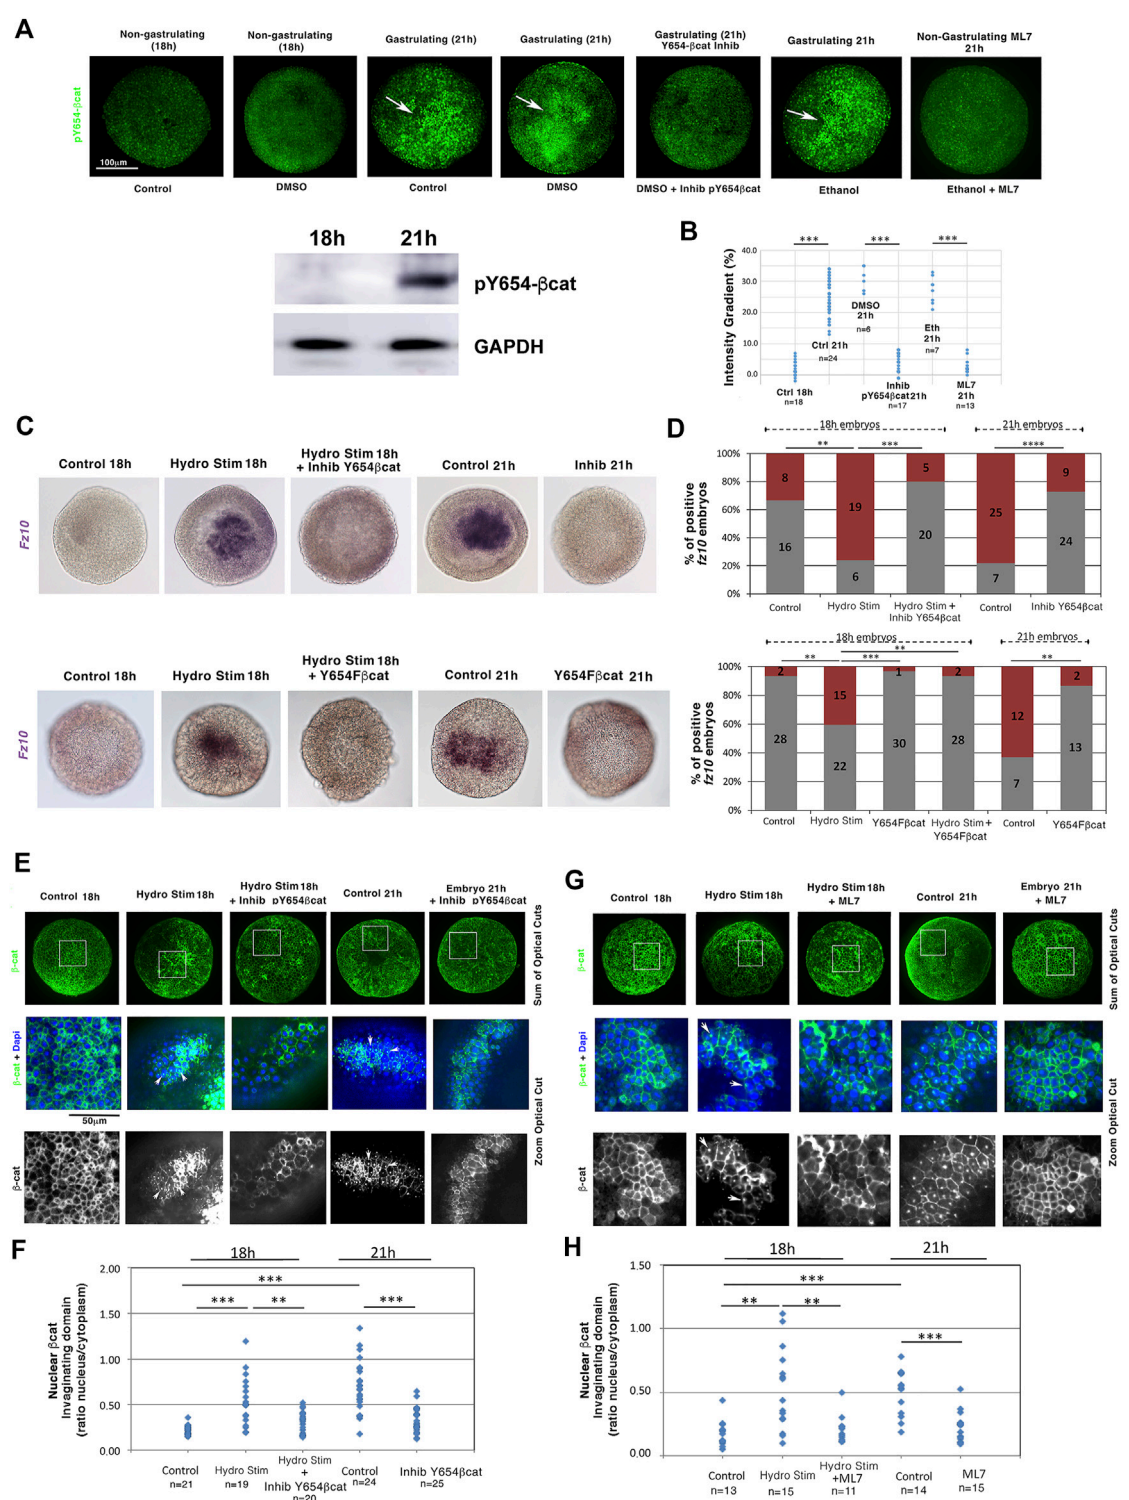 A
Non-gastrulating
(18h)
Non-gastrulating
(18h)
Gastrulating (21h)
Gastrulating (21h)
Gastrulating (21h)
Y654-βcat Inhib
Gastrulating 21h
Non-Gastrulating ML7
21h
pY654-βcat
100μm
Control
DMSO
Control
DMSO
DMSO + Inhib pY654βcat
Ethanol
Ethanol + ML7
18h 21h
pY654-βcat
GAPDH
B
Intensity Gradient (%)
40.0
30.0
20.0
10.0
0.0
*** *** ***
Ctrl 18h
n=18
Ctrl 21h
n=24
DMSO
21h
n=6
Inhib
pY654βcat21h
n=17
Eth
21h
n=7
ML7
21h
n=13
C
Control 18h
Hydro Stim 18h
Hydro Stim 18h
+ Inhib Y654βcat
Control 21h
Inhib 21h
Fz10
Control 18h
Hydro Stim 18h
Hydro Stim 18h
+ Y654Fβcat
Control 21h
Y654Fβcat 21h
Fz10
D
18h embryos
21h embryos
** *** ****
% of positive
fz10 embryos
100%
80%
60%
40%
20%
0%
8 19 5 25 9
16 6 20 7 24
Control
Hydro Stim
Hydro Stim +
Inhib Y654βcat
Control
Inhib Y654βcat
18h embryos
21h embryos
**
** *** **
% of positive
fz10 embryos
100%
80%
60%
40%
20%
0%
2 15 1 2 12 2
28 22 30 28 7 13
Control
Hydro Stim
Y654Fβcat
Hydro Stim +
Y654Fβcat
Control
Y654Fβcat
E
Control 18h
Hydro Stim 18h
Hydro Stim 18h
+ Inhib pY654βcat
Control 21h
Embryo 21h
+ Inhib pY654βcat
β-cat
Sum of Optical Cuts
β-cat + Dapi
50μm
β-cat
Zoom Optical Cut
F
18h 21h
***
*** ** ***
Nuclear βcat
Invaginating domain
(ratio nucleus/cytoplasm)
2.00
1.50
1.00
0.50
0.00
Control
n=21
Hydro Stim
n=19
Hydro Stim
+
Inhib Y654βcat
n=20
Control
n=24
Inhib Y654βcat
n=25
G
Control 18h
Hydro Stim 18h
Hydro Stim 18h
+ ML7
Control 21h
Embryo 21h
+ ML7
β-cat
Sum of Optical Cuts
β-cat + Dapi
β-cat
Zoom Optical Cut
H
18h 21h
***
** ** ***
Nuclear βcat
Invaginating domain
(ratio nucleus/cytoplasm)
1.50
1.00
0.50
0.00
Control
n=13
Hydro Stim
n=15
Hydro Stim
+ML7
n=11
Control
n=14
ML7
n=15